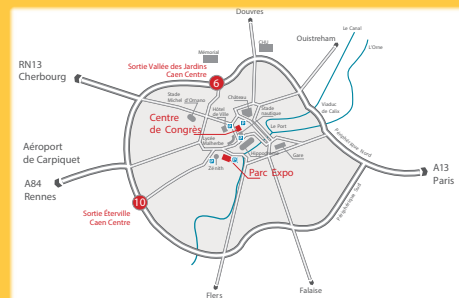 Douvres
Le Canal
CHU
Ouistreham
L'Orne
Mémorial
RN13
Cherbourg
Sortie Vallée des Jardins
Caen Centre
6
Stade
Michel d'Ornano
Château
Hôtel
de Ville
Stade
nautique
Viaduc
de Calix
Centre
de Congrès
P
P
Le Port
Périphérique Nord
Lycée
Malherbe
Hippodrome
Gare
Aéroport
de Carpiquet
P
P
Zénith
Parc Expo
A13
Paris
A84
Rennes
10
Périphérique Sud
Sortie Éterville
Caen Centre
Flers
Falaise